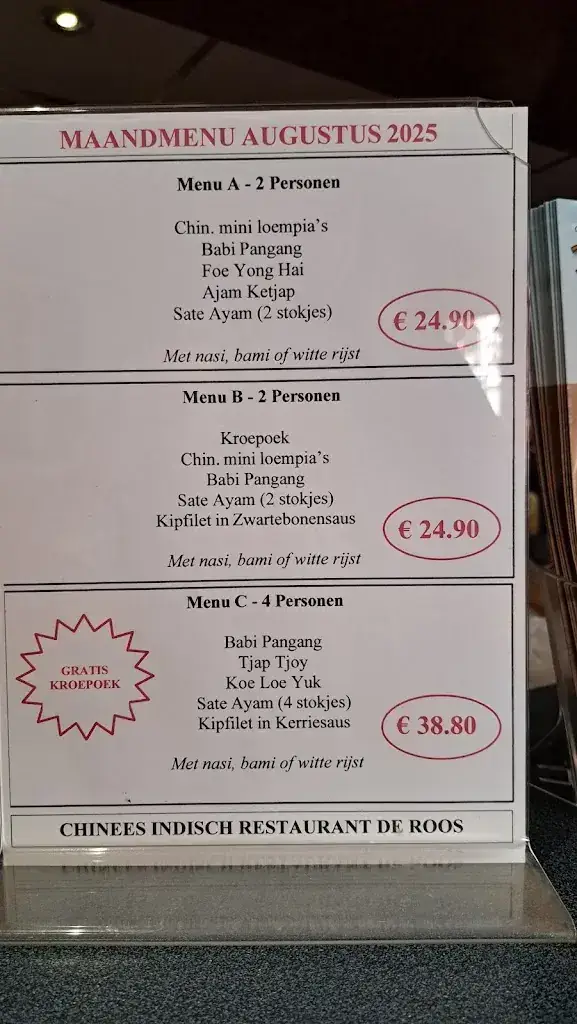 MAANDMENU AUGUSTUS 2025
Menu A - 2 Personen
Chin. mini loempia's
Babi Pangang
Foe Yong Hai
Ajam Ketjap
Sate Ayam (2 stokjes)
€ 24.90
Met nasi, bami of witte rijst
Menu B - 2 Personen
Kroepoek
Chin. mini loempia's
Babi Pangang
Sate Ayam (2 stokjes)
Kipfilet in Zwartebonensaus
€ 24.90
Met nasi, bami of witte rijst
Menu C - 4 Personen
GRATIS
KROEPOEK
Babi Pangang
Tjap Tjoy
Koe Loe Yuk
Sate Ayam (4 stokjes)
Kipfilet in Kerriesaus
€ 38.80
Met nasi, bami of witte rijst
CHINEES INDISCH RESTAURANT DE ROOS